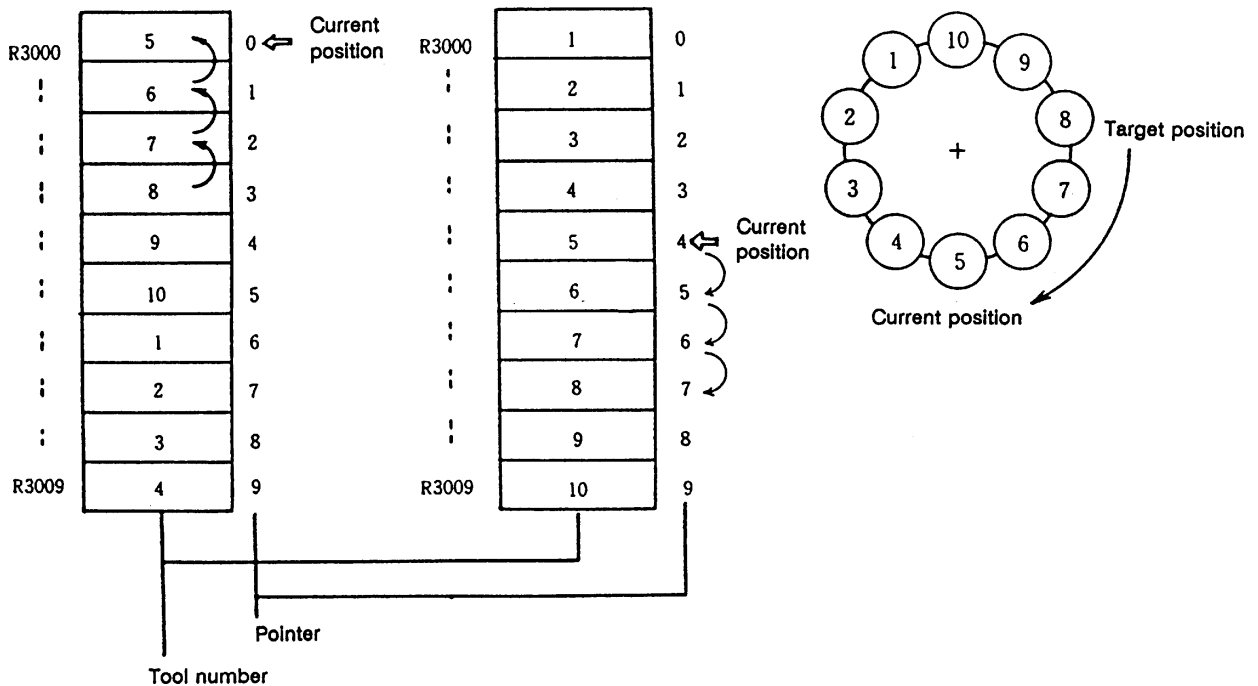 R3000 5 0 Current position
6 1
7 2
8 3
9 4
10 5
1 6
2 7
3 8
R3009 4 9
R3000 1 0
2 1
3 2
4 3
5 4 Current position
6 5
7 6
8 7
9 8
R3009 10 9
Pointer
Tool number
10
1 9
2 8
Target position
+
3 7
4 6
5
Current position